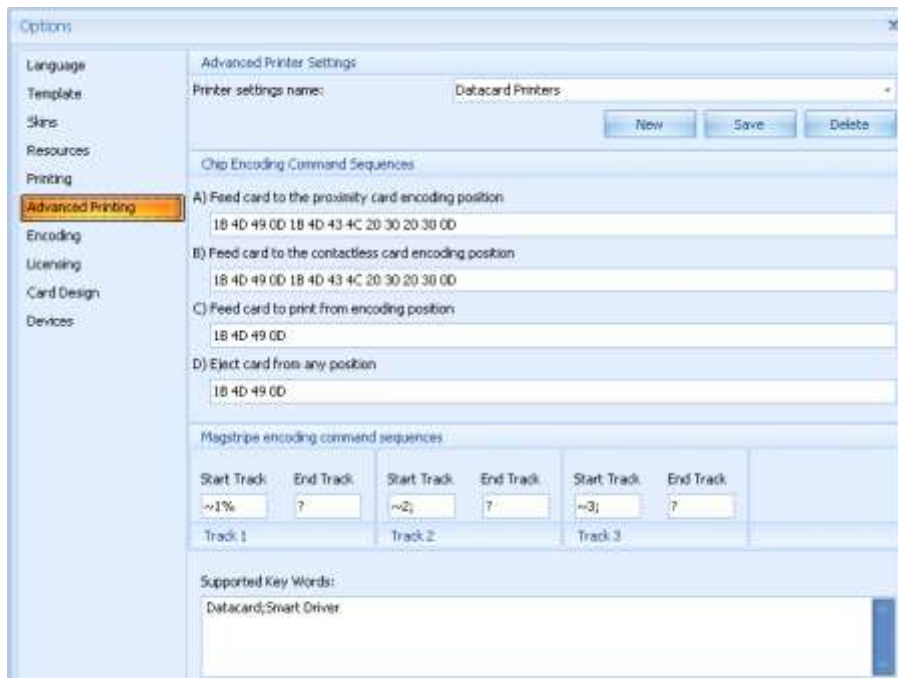 Options
Language
Template
Skins
Resources
Printing
Advanced Printing
Encoding
Licensing
Card Design
Devices
Advanced Printer Settings
Printer settings name: Datacard Printers
New Save Delete
Chip Encoding Command Sequences
A) Feed card to the proximity card encoding position
1B 4D 49 0D 1B 4D 43 4C 20 30 20 30 0D
B) Feed card to the contactless card encoding position
1B 4D 49 0D 1B 4D 43 4C 20 30 20 30 0D
C) Feed card to print from encoding position
1B 4D 49 0D
D) Eject card from any position
1B 4D 49 0D
Magstripe encoding command sequences
Start Track End Track Start Track End Track Start Track End Track
~1% ? ~2; ? ~3; ?
Track 1 Track 2 Track 3
Supported Key Words:
Datacard;Smart Driver